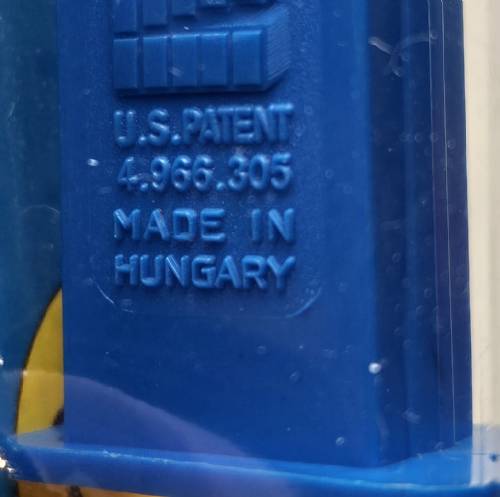 U.S.PATENT
4.966.305
MADE IN
HUNGARY